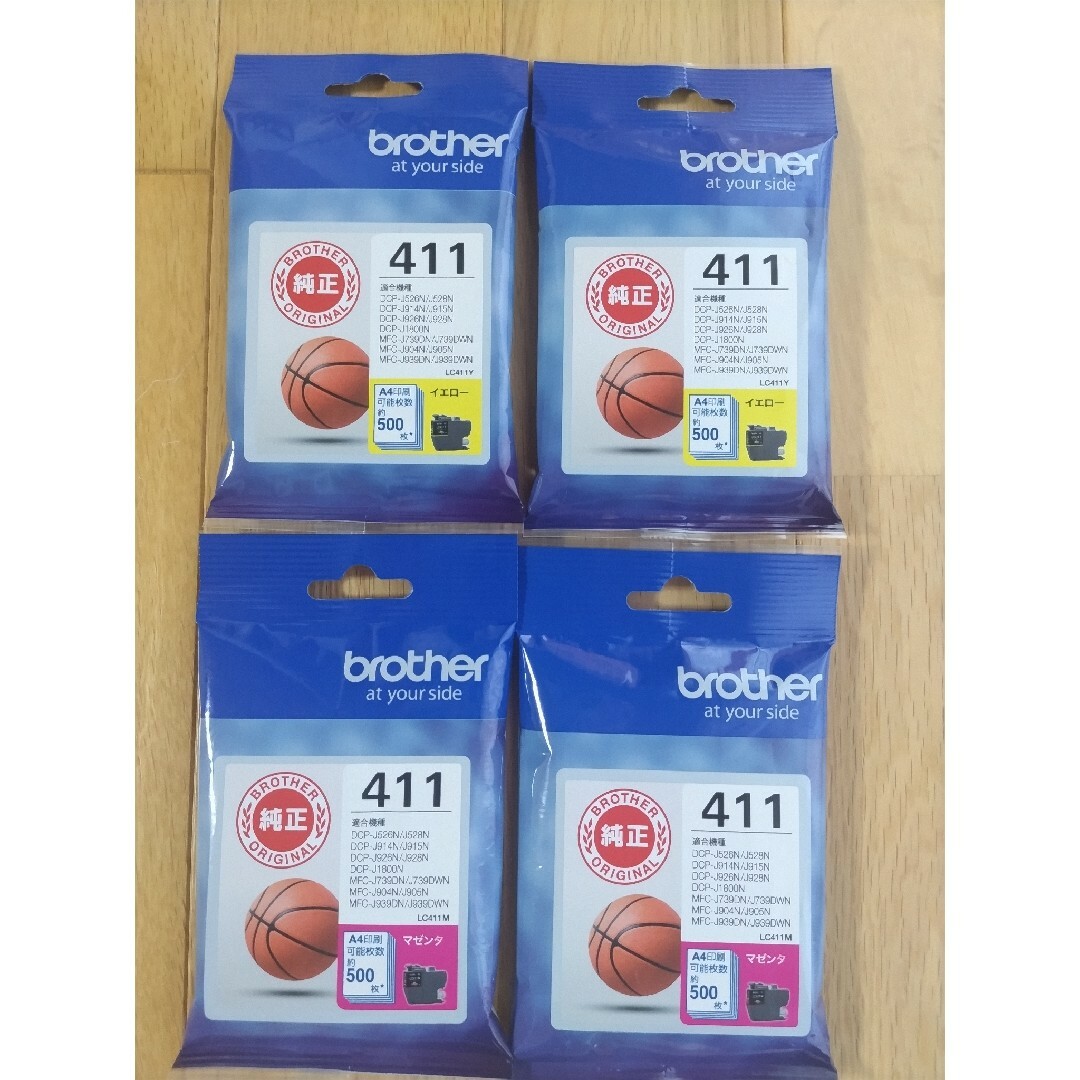 brother
at your side
BROTHER
純正
ORIGINAL
411
適合機種
DCP-J526N/J528N
DCP-J914N/J915N
DCP-J926N/J928N
DCP-J1800N
MFC-J739DN/J739DWN
MFC-J904N/J905N
MFC-J939DN/J939DWN
LC411Y
A4印刷
可能枚数
約
500
枚*
イエロー
brother
at your side
BROTHER
純正
ORIGINAL
411
適合機種
DCP-J526N/J528N
DCP-J914N/J915N
DCP-J926N/J928N
DCP-J1800N
MFC-J739DN/J739DWN
MFC-J904N/J905N
MFC-J939DN/J939DWN
LC411Y
A4印刷
可能枚数
約
500
枚*
イエロー
brother
at your side
BROTHER
純正
ORIGINAL
411
適合機種
DCP-J526N/J528N
DCP-J914N/J915N
DCP-J926N/J928N
DCP-J1800N
MFC-J739DN/J739DWN
MFC-J904N/J905N
MFC-J939DN/J939DWN
LC411M
A4印刷
可能枚数
約
500
枚*
マゼンタ
brother
at your side
BROTHER
純正
ORIGINAL
411
適合機種
DCP-J526N/J528N
DCP-J914N/J915N
DCP-J926N/J928N
DCP-J1800N
MFC-J739DN/J739DWN
MFC-J904N/J905N
MFC-J939DN/J939DWN
LC411M
A4印刷
可能枚数
約
500
枚*
マゼンタ